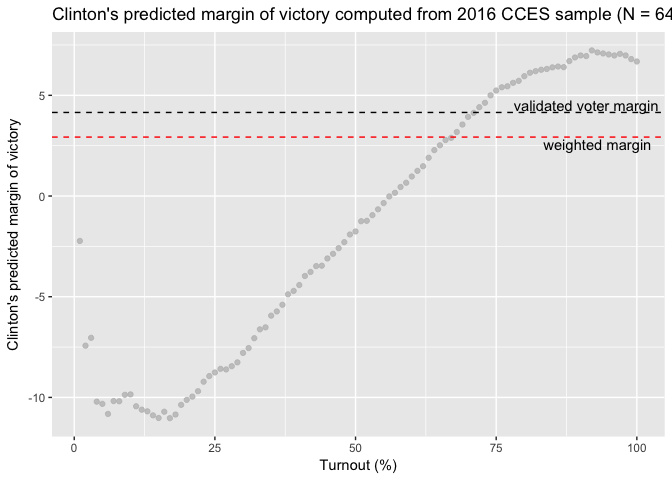 Clinton's predicted margin of victory computed from 2016 CCES sample (N = 64
Clinton's predicted margin of victory
5
0
-5
-10
validated voter margin
weighted margin
0 25 50 75 100
Turnout (%)